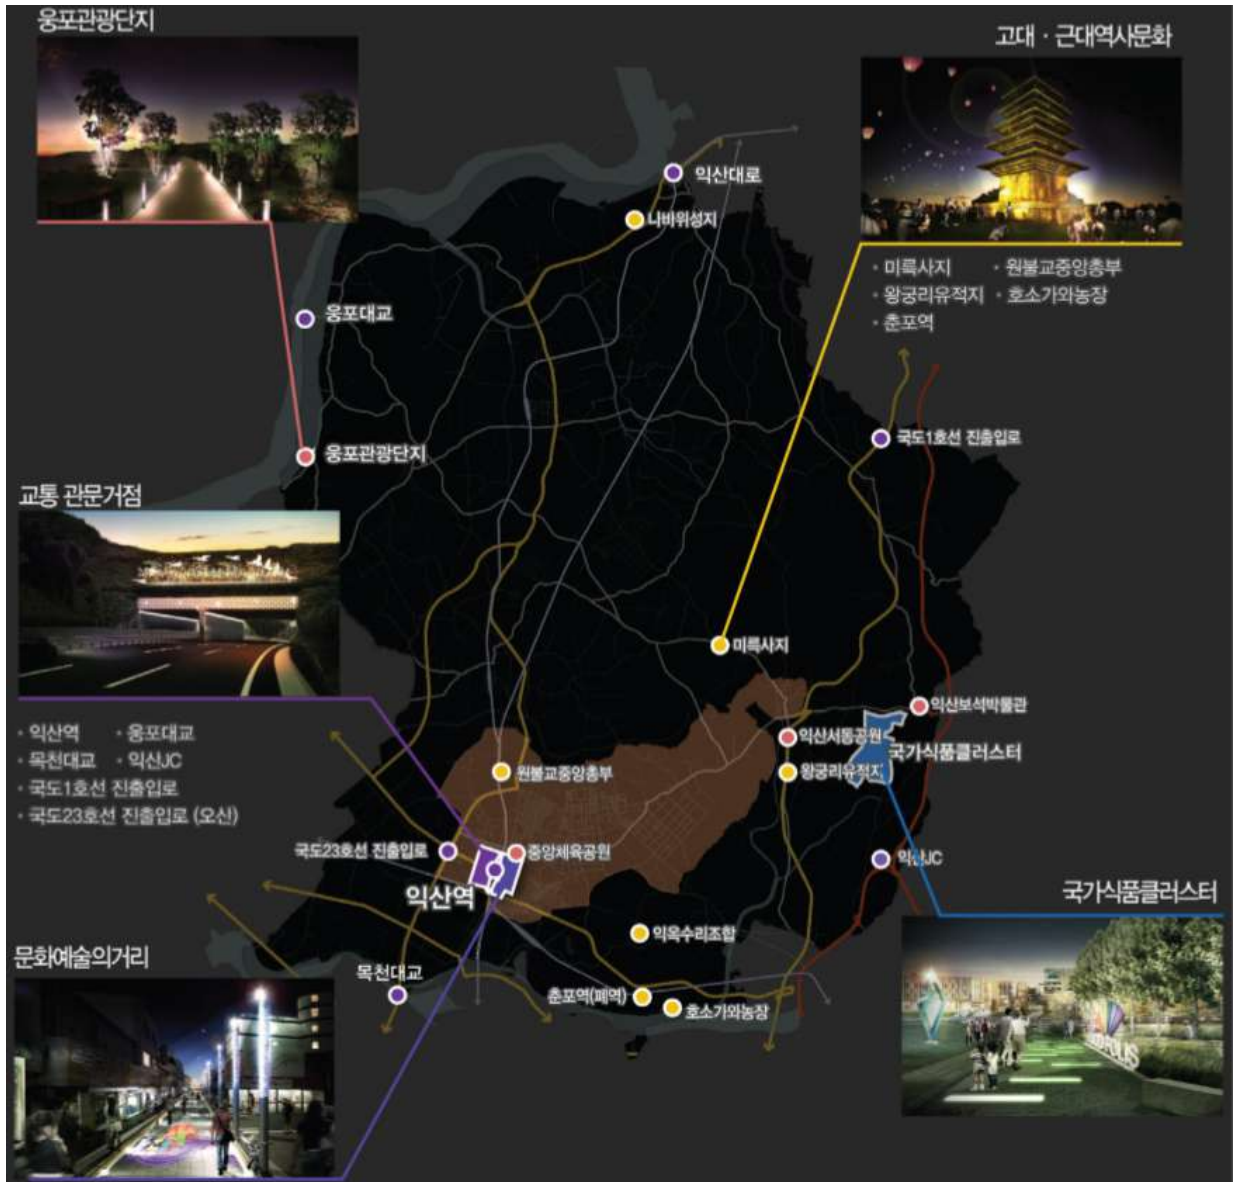 웅포관광단지
고대 · 근대역사문화
익산대로
나바위성지
· 미륵사지 · 원불교중앙총부
· 왕궁리유적지 · 호소가와농장
· 춘포역
웅포대교
국도1호선 진출입로
웅포관광단지
교통 관문거점
미륵사지
익산보석박물관
· 익산역 · 웅포대교
· 목천대교 · 익산JC
· 국도1호선 진출입로
· 국도23호선 진출입로 (오산)
익산서동공원
국가식품클러스터
원불교중앙총부
왕궁리유적지
국도23호선 진출입로
중앙체육공원
익산JC
익산역
국가식품클러스터
익옥수리조합
문화예술의거리
목천대교
춘포역(폐역)
호소가와농장